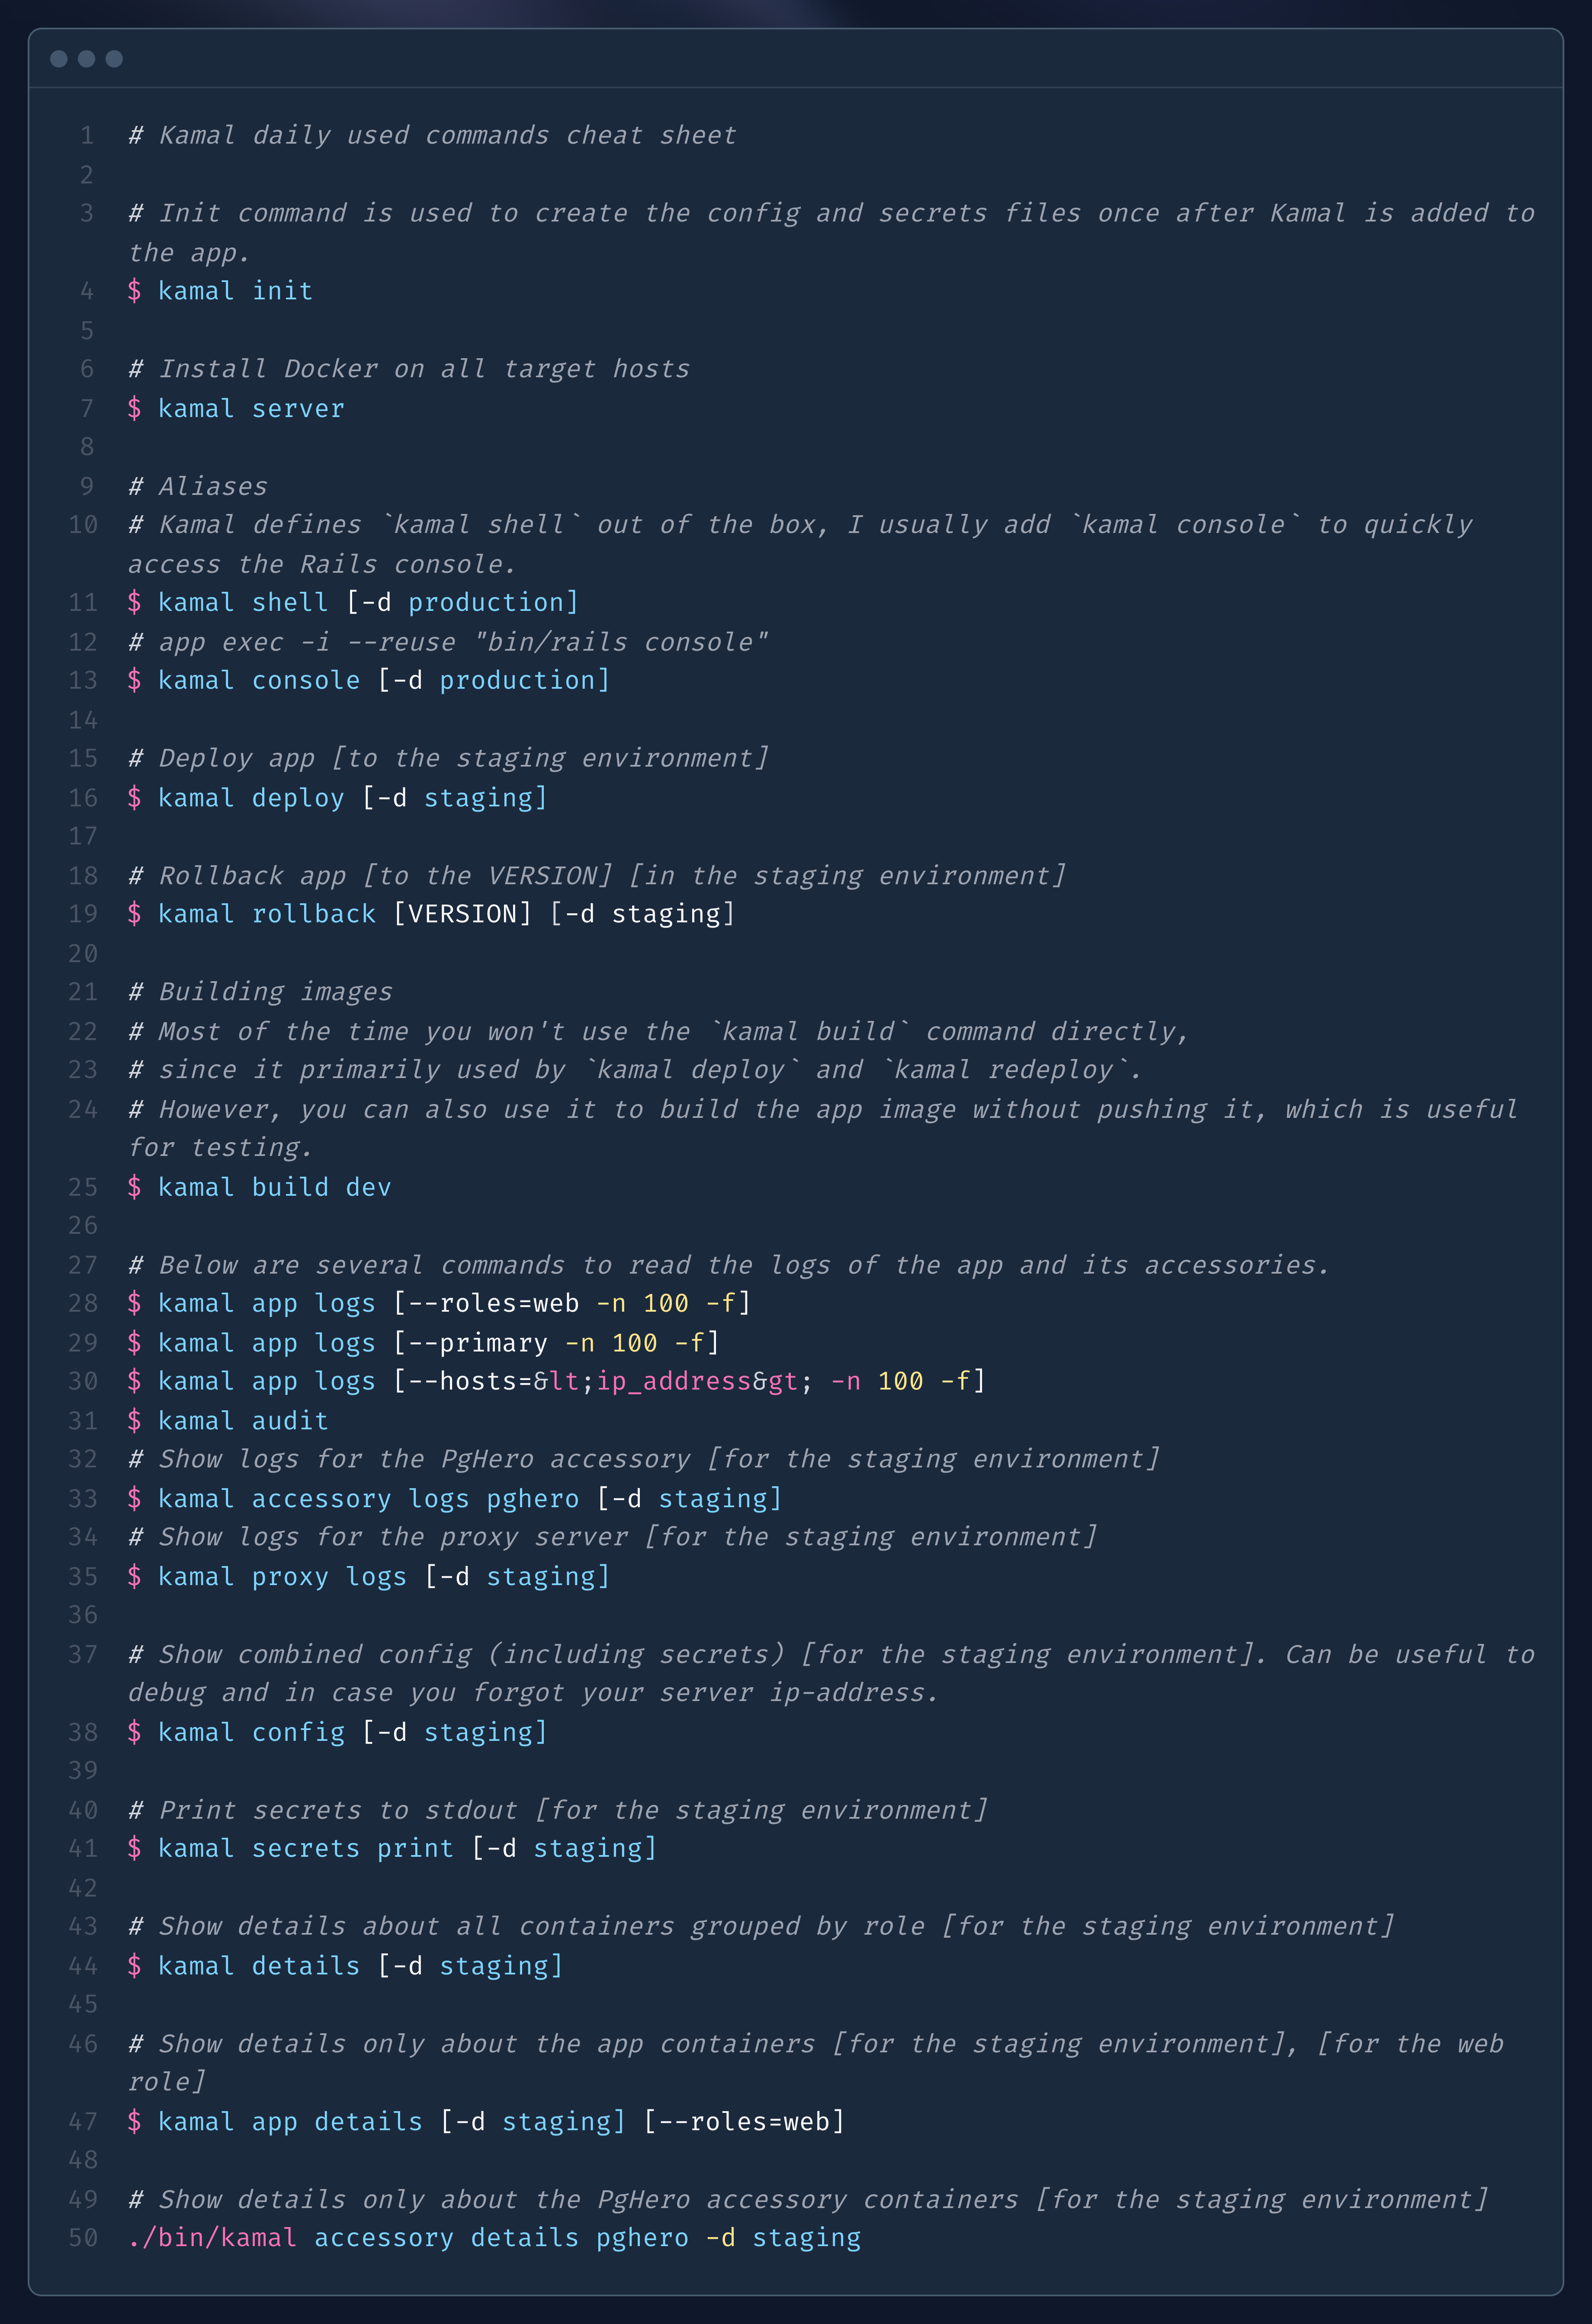 1 # Kamal daily used commands cheat sheet
2
3 # Init command is used to create the config and secrets files once after Kamal is added to
the app.
4 $ kamal init
5
6 # Install Docker on all target hosts
7 $ kamal server
8
9 # Aliases
10 # Kamal defines `kamal shell` out of the box, I usually add `kamal console` to quickly
access the Rails console.
11 $ kamal shell [-d production]
12 # app exec -i --reuse "bin/rails console"
13 $ kamal console [-d production]
14
15 # Deploy app [to the staging environment]
16 $ kamal deploy [-d staging]
17
18 # Rollback app [to the VERSION] [in the staging environment]
19 $ kamal rollback [VERSION] [-d staging]
20
21 # Building images
22 # Most of the time you won't use the `kamal build` command directly,
23 # since it primarily used by `kamal deploy` and `kamal redeploy`.
24 # However, you can also use it to build the app image without pushing it, which is useful
for testing.
25 $ kamal build dev
26
27 # Below are several commands to read the logs of the app and its accessories.
28 $ kamal app logs [--roles=web -n 100 -f]
29 $ kamal app logs [--primary -n 100 -f]
30 $ kamal app logs [--hosts=&lt;ip_address&gt; -n 100 -f]
31 $ kamal audit
32 # Show logs for the PgHero accessory [for the staging environment]
33 $ kamal accessory logs pghero [-d staging]
34 # Show logs for the proxy server [for the staging environment]
35 $ kamal proxy logs [-d staging]
36
37 # Show combined config (including secrets) [for the staging environment]. Can be useful to
debug and in case you forgot your server ip-address.
38 $ kamal config [-d staging]
39
40 # Print secrets to stdout [for the staging environment]
41 $ kamal secrets print [-d staging]
42
43 # Show details about all containers grouped by role [for the staging environment]
44 $ kamal details [-d staging]
45
46 # Show details only about the app containers [for the staging environment], [for the web
role]
47 $ kamal app details [-d staging] [--roles=web]
48
49 # Show details only about the PgHero accessory containers [for the staging environment]
50 ./bin/kamal accessory details pghero -d staging